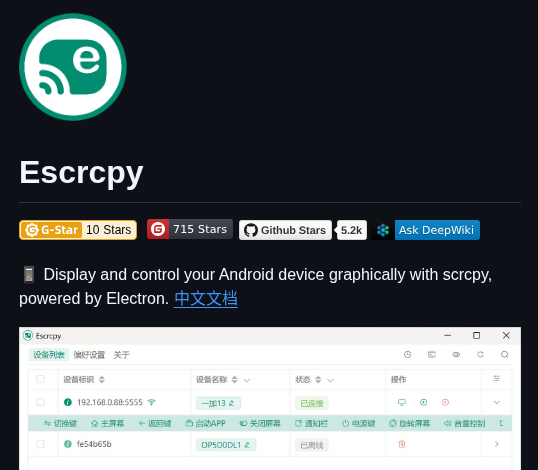 e
Escrcpy
G-Star 10 Stars
G 715 Stars
Github Stars 5.2k
Ask DeepWiki
Display and control your Android device graphically with scrcpy,
powered by Electron. 中文文档
Escrcpy
设备列表 偏好设置 关于
设备标识 设备名称 状态 操作
192.168.0.88:5555 一加13 已连接
切换键 主屏幕 返回键 启动APP 关闭屏幕 通知栏 电源键 旋转屏幕 音量控制
fe54b65b OP5D0DL1 已离线